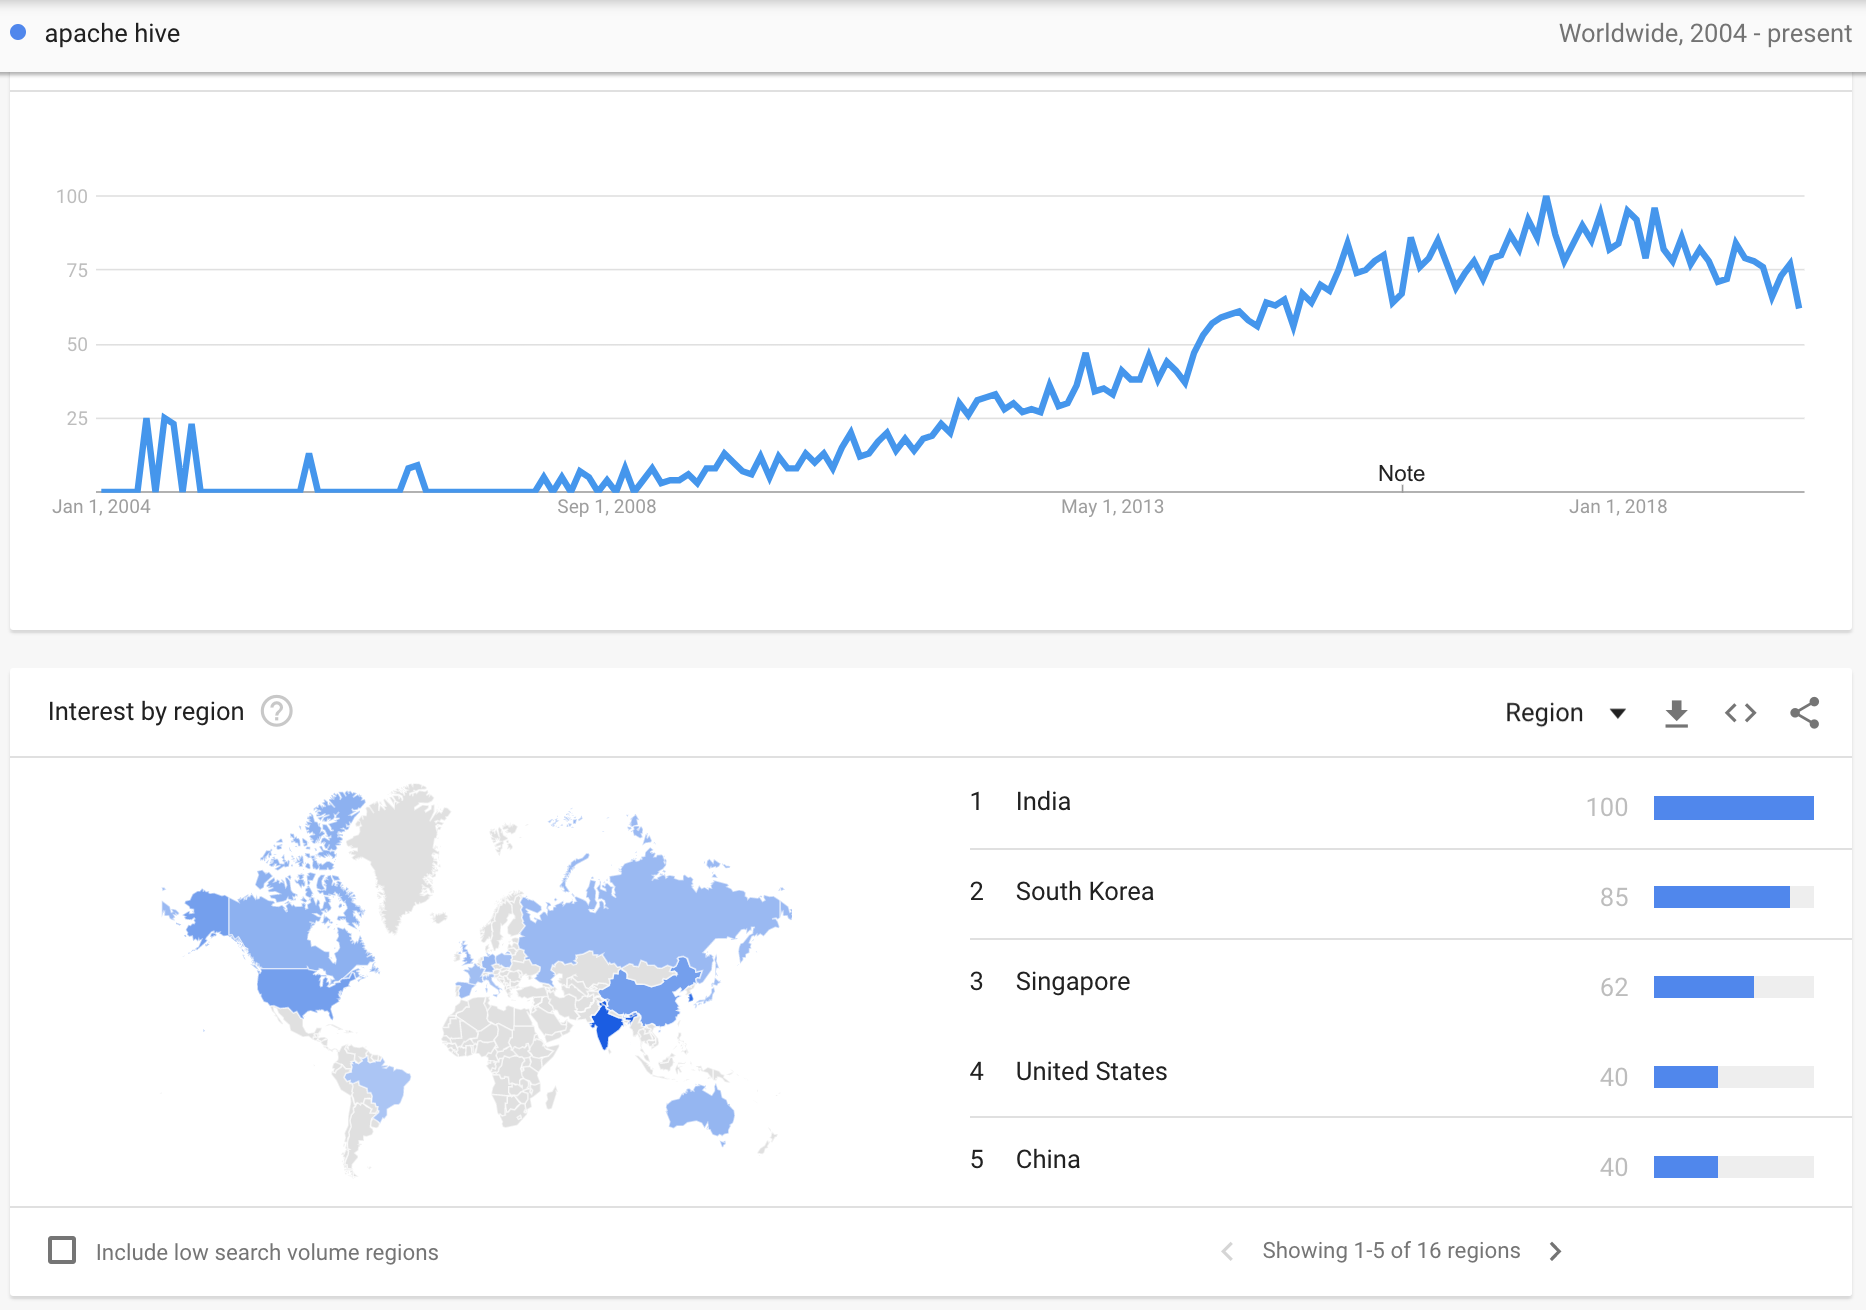 apache hive
Worldwide, 2004 - present
100
75
50
25
Note
Jan 1, 2004
Sep 1, 2008
May 1, 2013
Jan 1, 2018
Interest by region ?
Region
1 India 100
2 South Korea 85
3 Singapore 62
4 United States 40
5 China 40
Include low search volume regions
Showing 1-5 of 16 regions